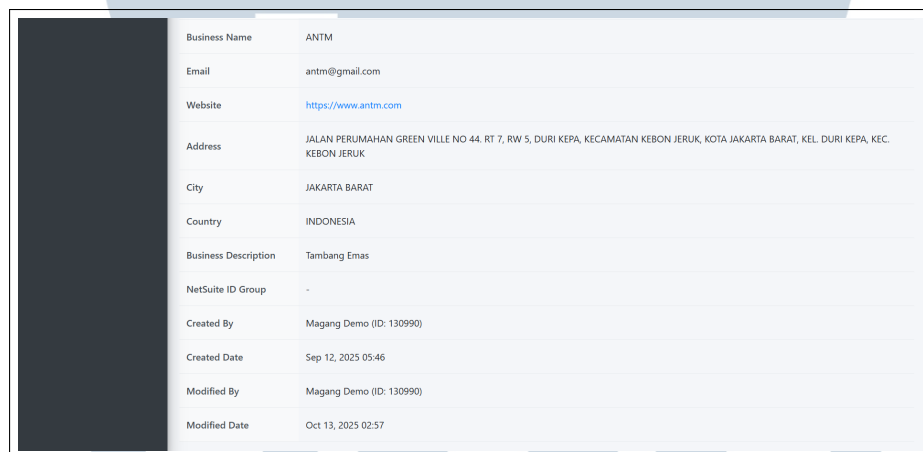 Business Name ANTM
Email antm@gmail.com
Website https://www.antm.com
Address JALAN PERUMAHAN GREEN VILLE NO 44. RT 7, RW 5, DURI KEPA, KECAMATAN KEBON JERUK, KOTA JAKARTA BARAT, KEL. DURI KEPA, KEC.
KEBON JERUK
City JAKARTA BARAT
Country INDONESIA
Business Description Tambang Emas
NetSuite ID Group -
Created By Magang Demo (ID: 130990)
Created Date Sep 12, 2025 05:46
Modified By Magang Demo (ID: 130990)
Modified Date Oct 13, 2025 02:57